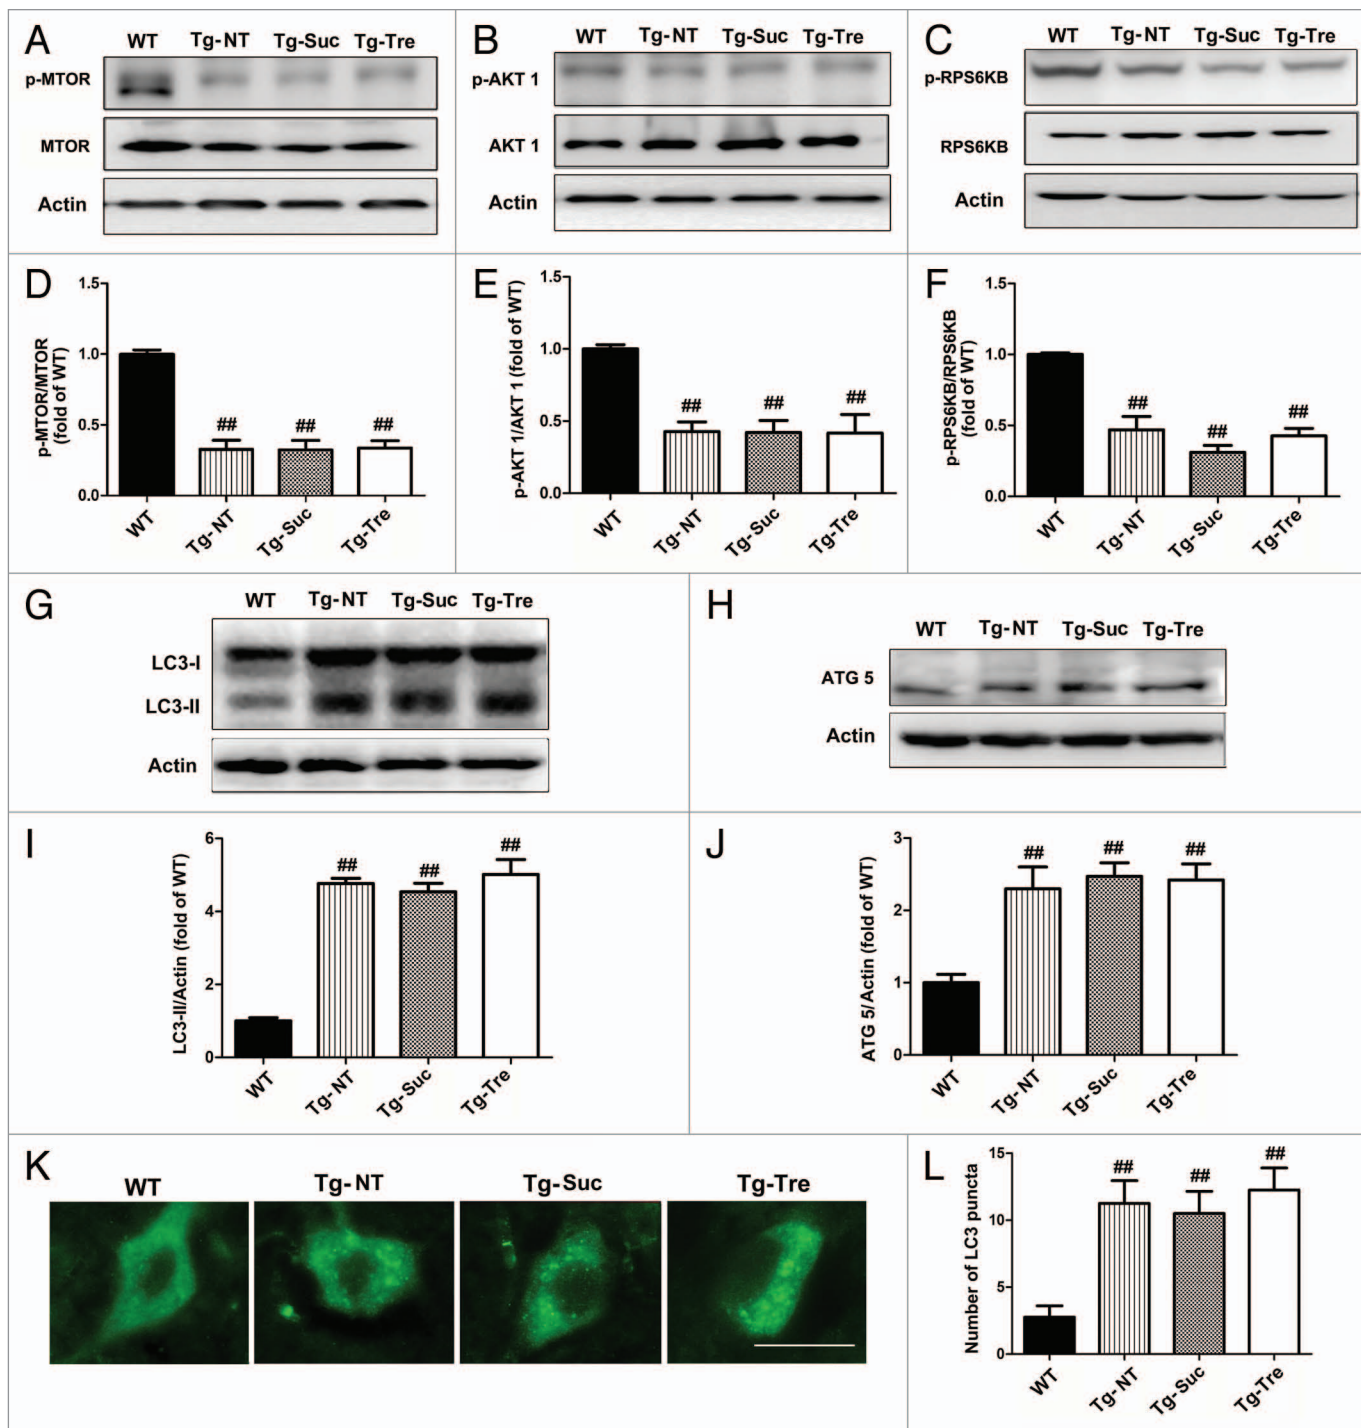 A
WT Tg-NT Tg-Suc Tg-Tre
p-MTOR
MTOR
Actin
B
WT Tg-NT Tg-Suc Tg-Tre
p-AKT 1
AKT 1
Actin
C
WT Tg-NT Tg-Suc Tg-Tre
p-RPS6KB
RPS6KB
Actin
D
p-MTOR/MTOR
(fold of WT)
1.5
1.0
0.5
0.0
## ## ##
WT Tg-NT Tg-Suc Tg-Tre
E
p-AKT 1/AKT 1 (fold of WT)
1.5
1.0
0.5
0.0
## ## ##
WT Tg-NT Tg-Suc Tg-Tre
F
p-RPS6KB/RPS6KB
(fold of WT)
1.5
1.0
0.5
0.0
## ## ##
WT Tg-NT Tg-Suc Tg-Tre
G
WT Tg-NT Tg-Suc Tg-Tre
LC3-I
LC3-II
Actin
H
WT Tg-NT Tg-Suc Tg-Tre
ATG 5
Actin
I
LC3-II/Actin (fold of WT)
6
4
2
0
## ## ##
WT Tg-NT Tg-Suc Tg-Tre
J
ATG 5/Actin (fold of WT)
3
2
1
0
## ## ##
WT Tg-NT Tg-Suc Tg-Tre
K
WT Tg-NT Tg-Suc Tg-Tre
L
Number of LC3 puncta
15
10
5
0
## ## ##
WT Tg-NT Tg-Suc Tg-Tre